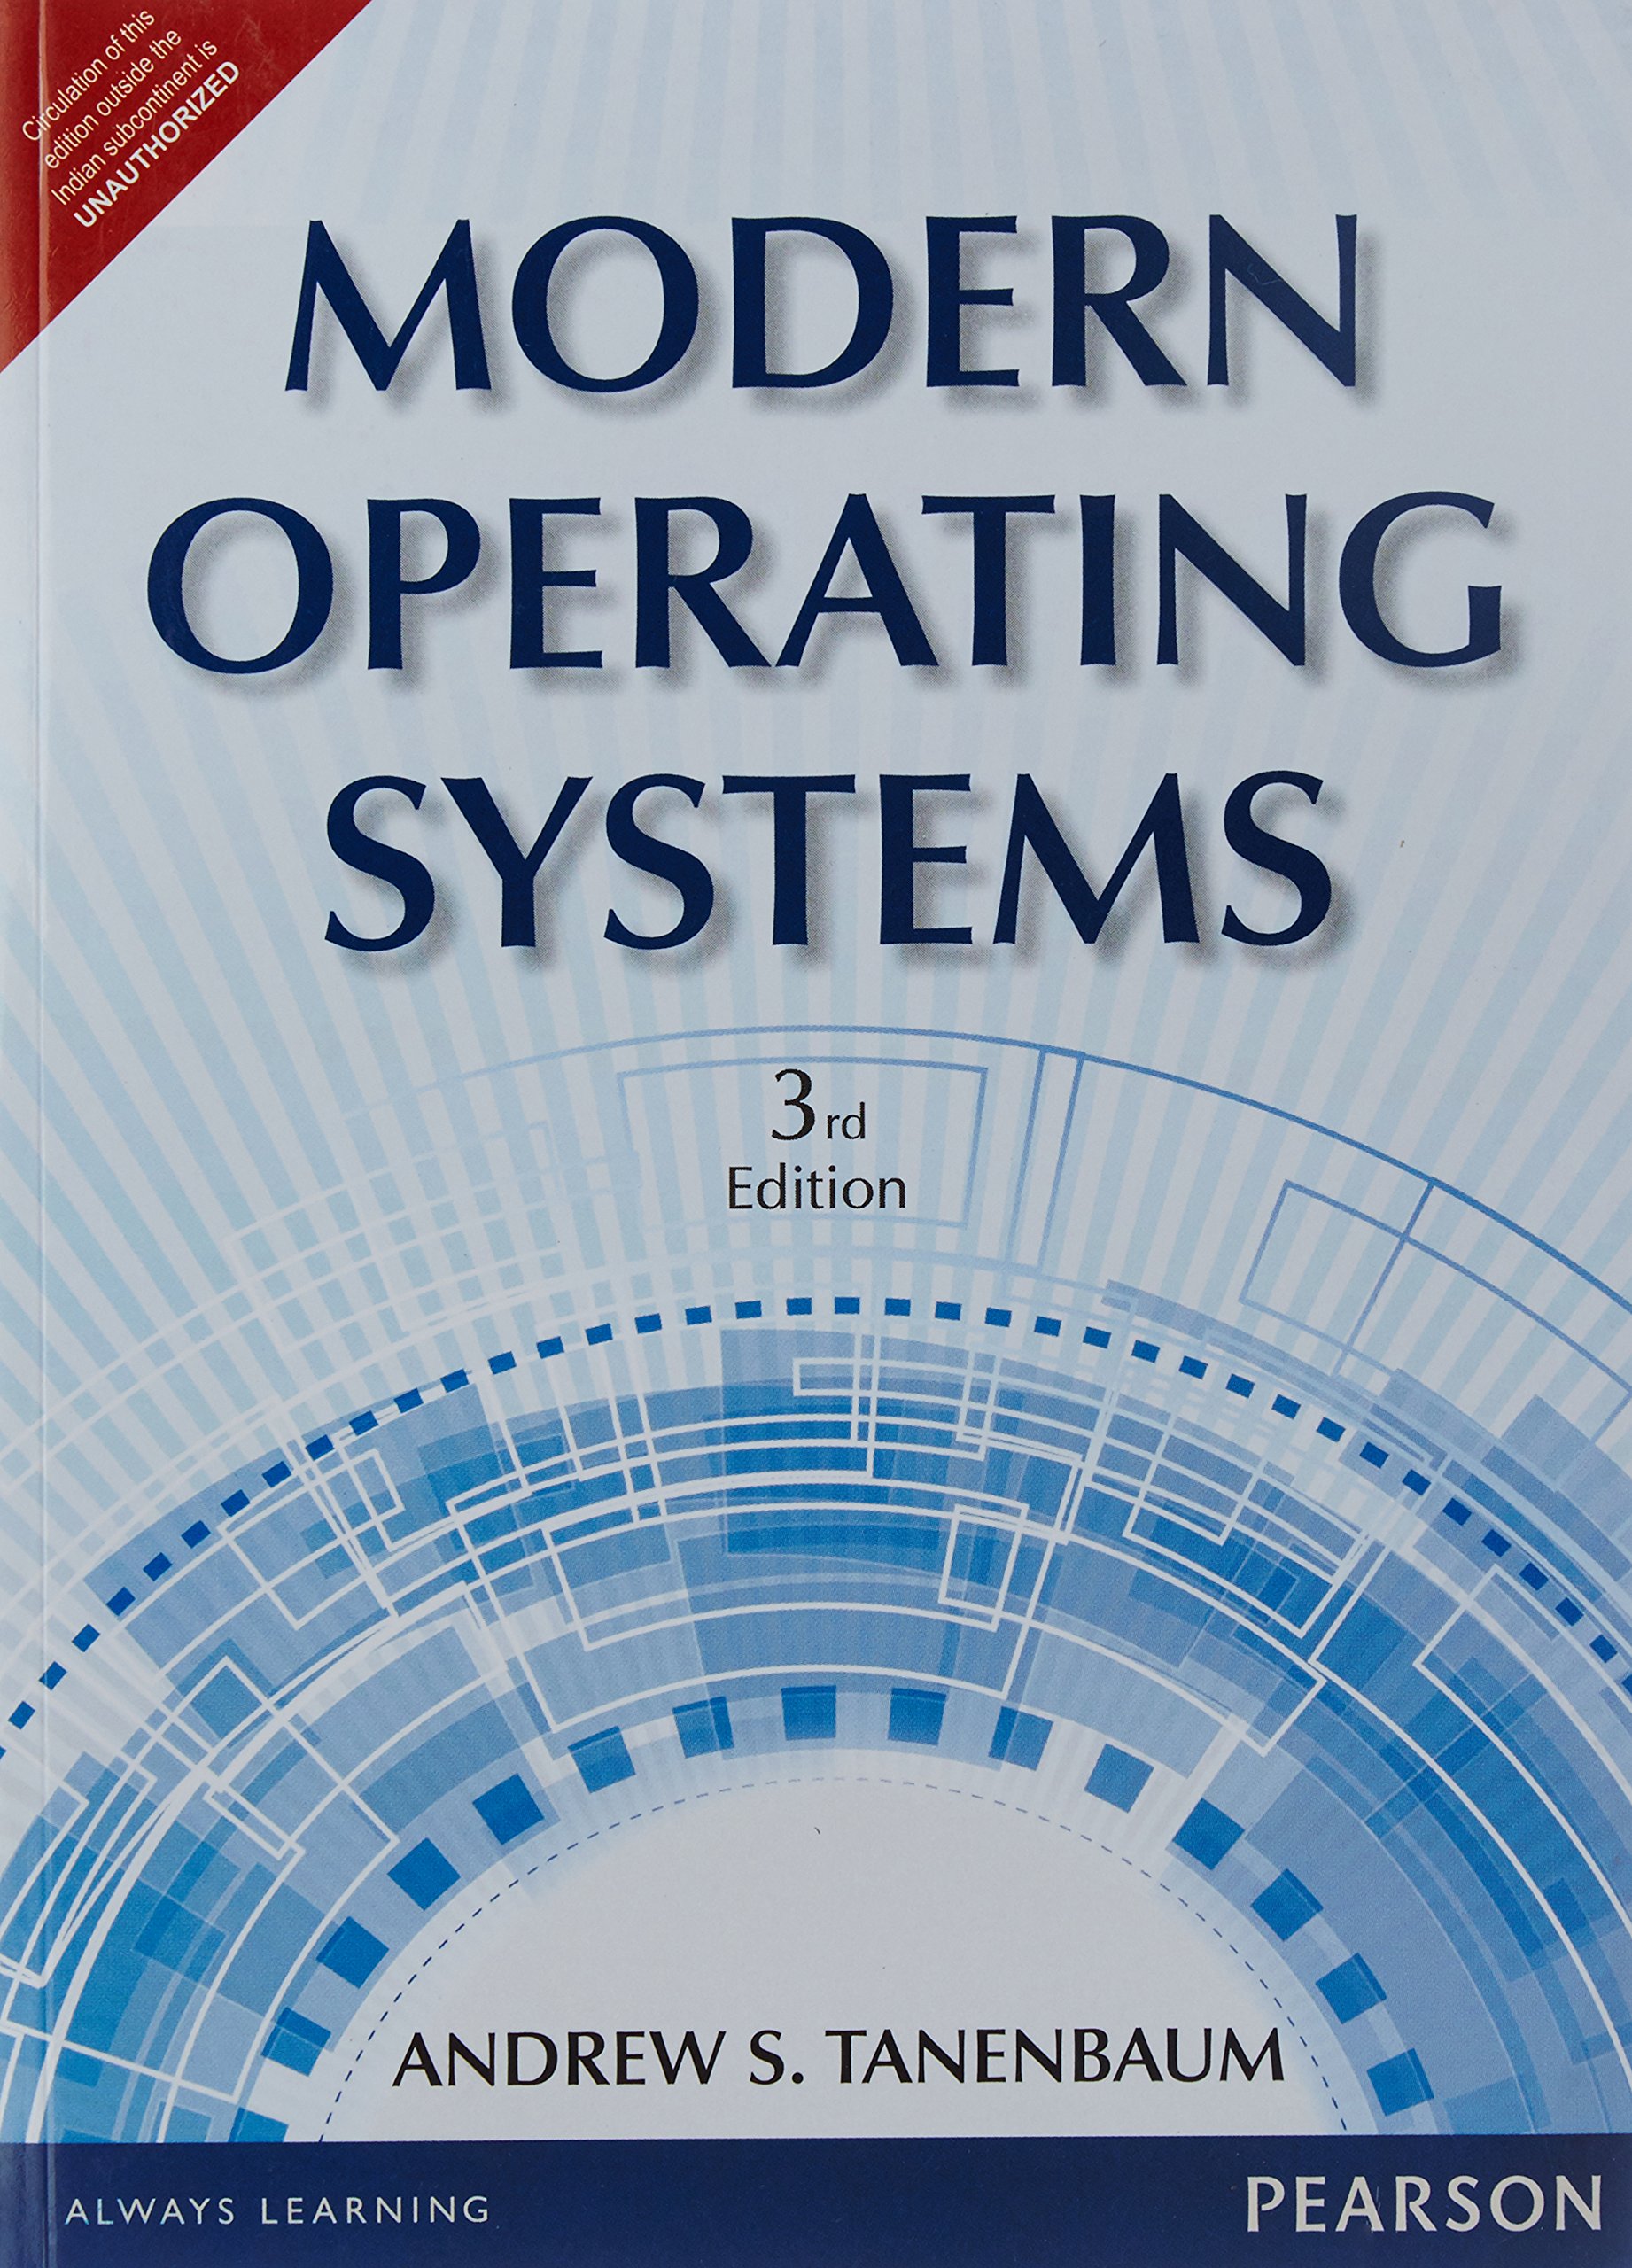 Circulation of this
edition outside the
Indian subcontinent is
UNAUTHORIZED
MODERN
OPERATING
SYSTEMS
3rd
Edition
ANDREW S. TANENBAUM
ALWAYS LEARNING
PEARSON